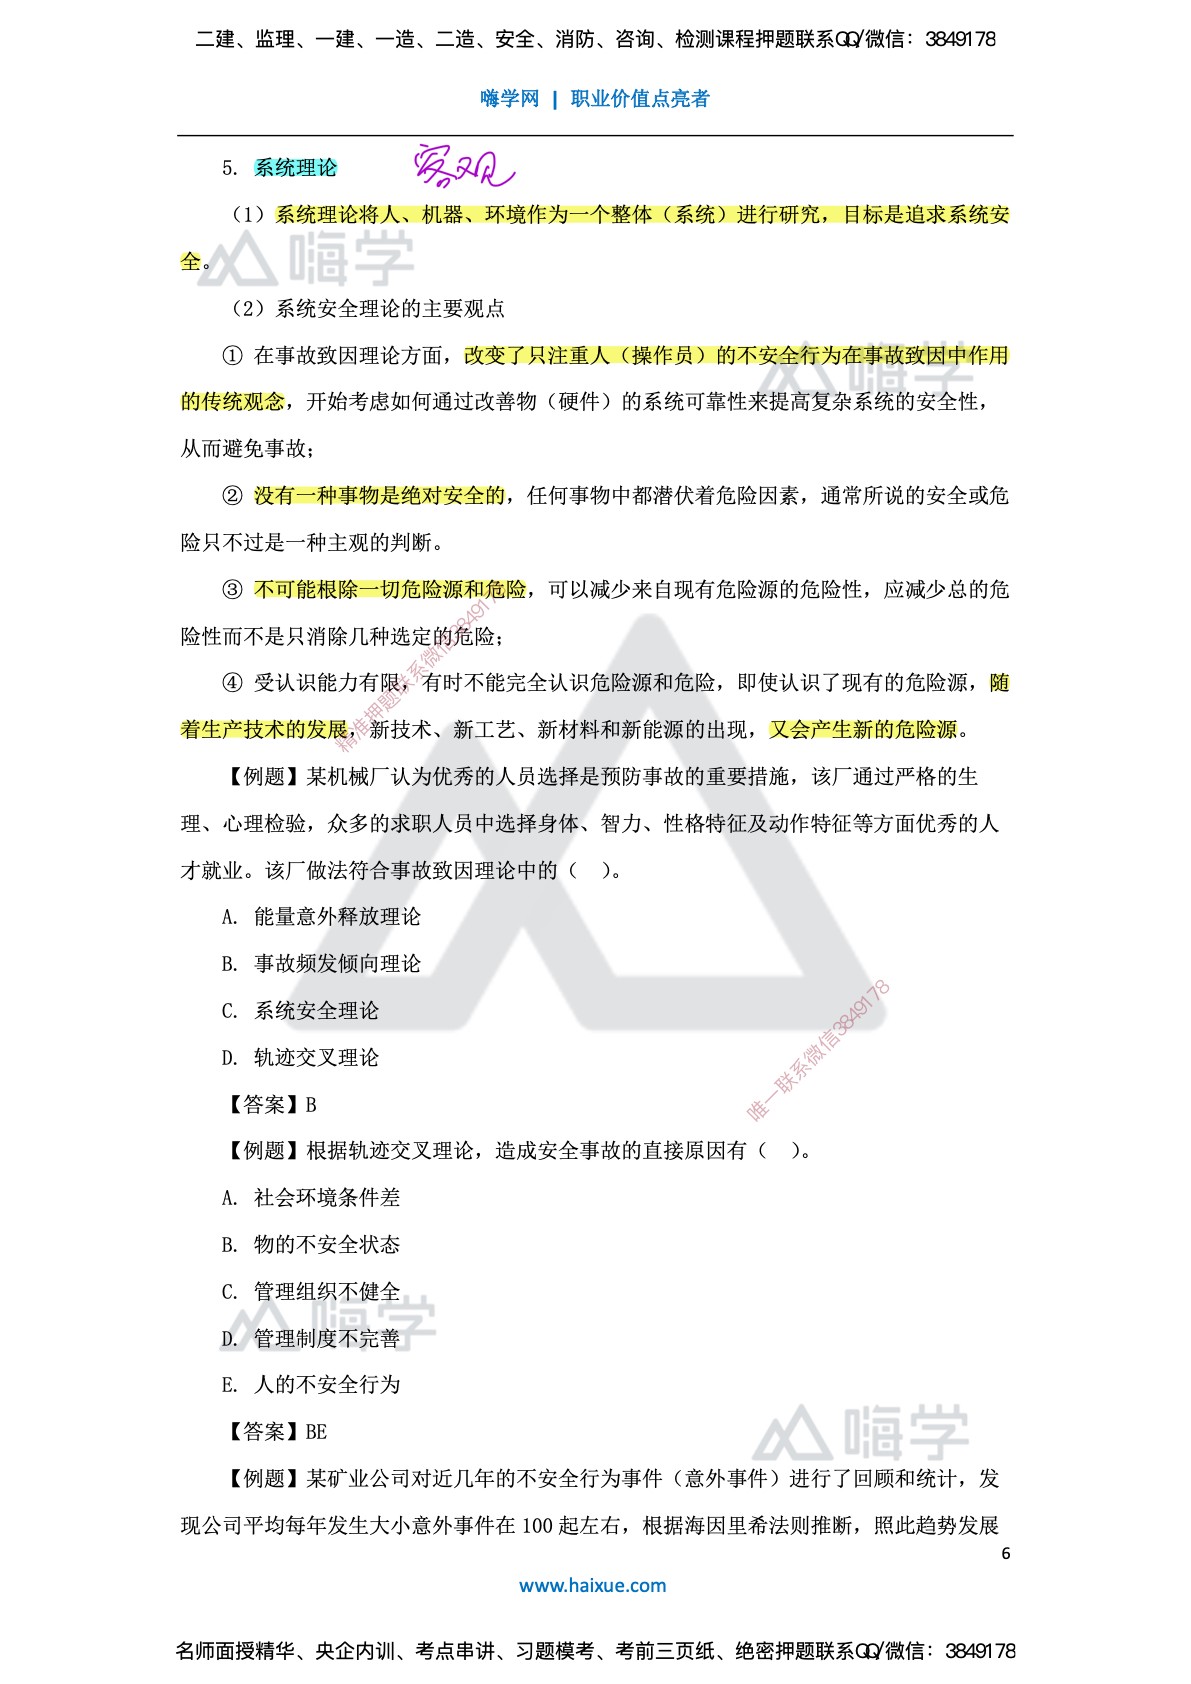 二建、监理、一建、一造、二造、安全、消防、咨询、检测课程押题联系QQ/微信：3849178
嗨学网 | 职业价值点亮者
5. 系统理论 客观
（1）系统理论将人、机器、环境作为一个整体（系统）进行研究，目标是追求系统安
全。
嗨学
（2）系统安全理论的主要观点
① 在事故致因理论方面，改变了只注重人（操作员）的不安全行为在事故致因中作用
嗨学
的传统观念，开始考虑如何通过改善物（硬件）的系统可靠性来提高复杂系统的安全性，
从而避免事故；
② 没有一种事物是绝对安全的，任何事物中都潜伏着危险因素，通常所说的安全或危
险只不过是一种主观的判断。
③ 不可能根除一切危险源和危险，可以减少来自现有危险源的危险性，应减少总的危
险性而不是只消除几种选定的危险；
精准押题联系微信3849178
④ 受认识能力有限，有时不能完全认识危险源和危险，即使认识了现有的危险源，随
着生产技术的发展，新技术、新工艺、新材料和新能源的出现，又会产生新的危险源。
【例题】某机械厂认为优秀的人员选择是预防事故的重要措施，该厂通过严格的生
理、心理检验，众多的求职人员中选择身体、智力、性格特征及动作特征等方面优秀的人
才就业。该厂做法符合事故致因理论中的（ ）。
A. 能量意外释放理论
B. 事故频发倾向理论
C. 系统安全理论
D. 轨迹交叉理论
唯一联系微信3849178
【答案】B
【例题】根据轨迹交叉理论，造成安全事故的直接原因有（ ）。
A. 社会环境条件差
B. 物的不安全状态
C. 管理组织不健全
嗨学
D. 管理制度不完善
E. 人的不安全行为
【答案】BE
嗨学
【例题】某矿业公司对近几年的不安全行为事件（意外事件）进行了回顾和统计，发
现公司平均每年发生大小意外事件在 100 起左右，根据海因里希法则推断，照此趋势发展
6
www.haixue.com
名师面授精华、央企内训、考点串讲、习题模考、考前三页纸、绝密押题联系QQ/微信：3849178